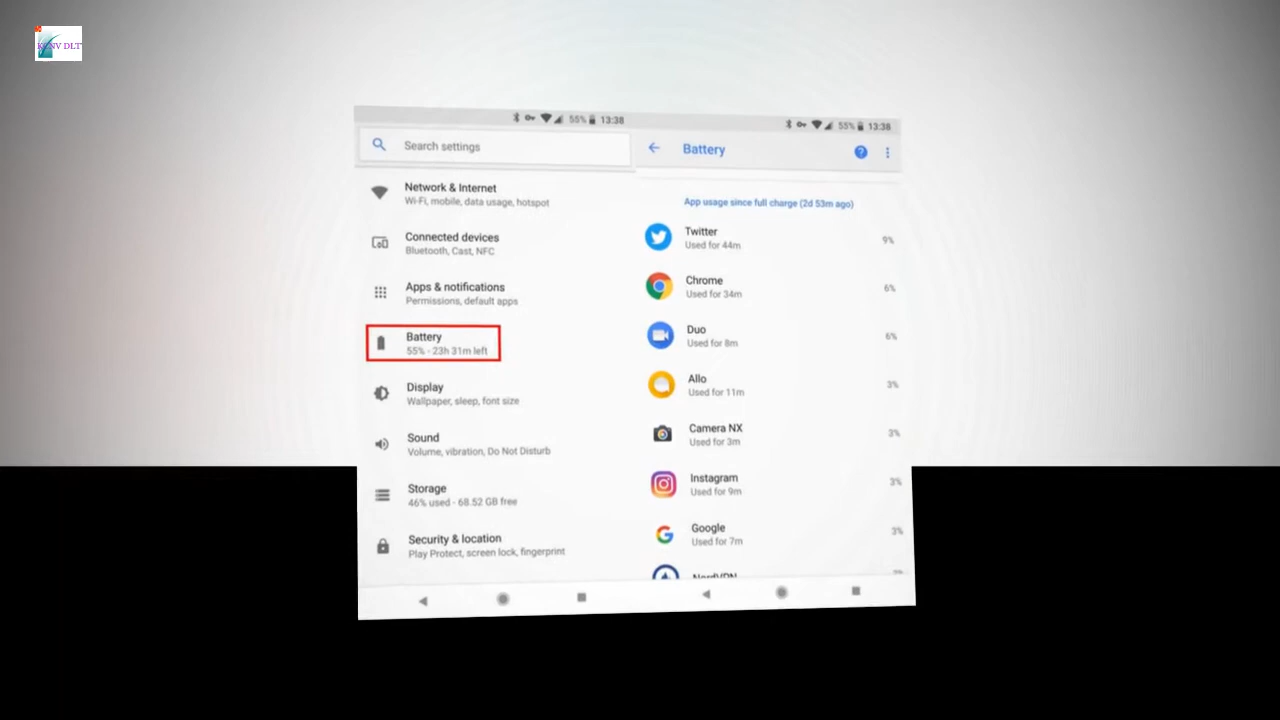 KENV DLT
55% 13:38
Search settings
Network & Internet
Wi-Fi, mobile, data usage, hotspot
Connected devices
Bluetooth, Cast, NFC
Apps & notifications
Permissions, default apps
Battery
55% - 23h 31m left
Display
Wallpaper, sleep, font size
Sound
Volume, vibration, Do Not Disturb
Storage
46% used - 68.52 GB free
Security & location
Play Protect, screen lock, fingerprint
55% 13:38
Battery
?
App usage since full charge (2d 53m ago)
Twitter
Used for 44m
9%
Chrome
Used for 34m
6%
Duo
Used for 8m
6%
Allo
Used for 11m
3%
Camera NX
Used for 3m
3%
Instagram
Used for 9m
3%
Google
Used for 7m
3%
NordVPN